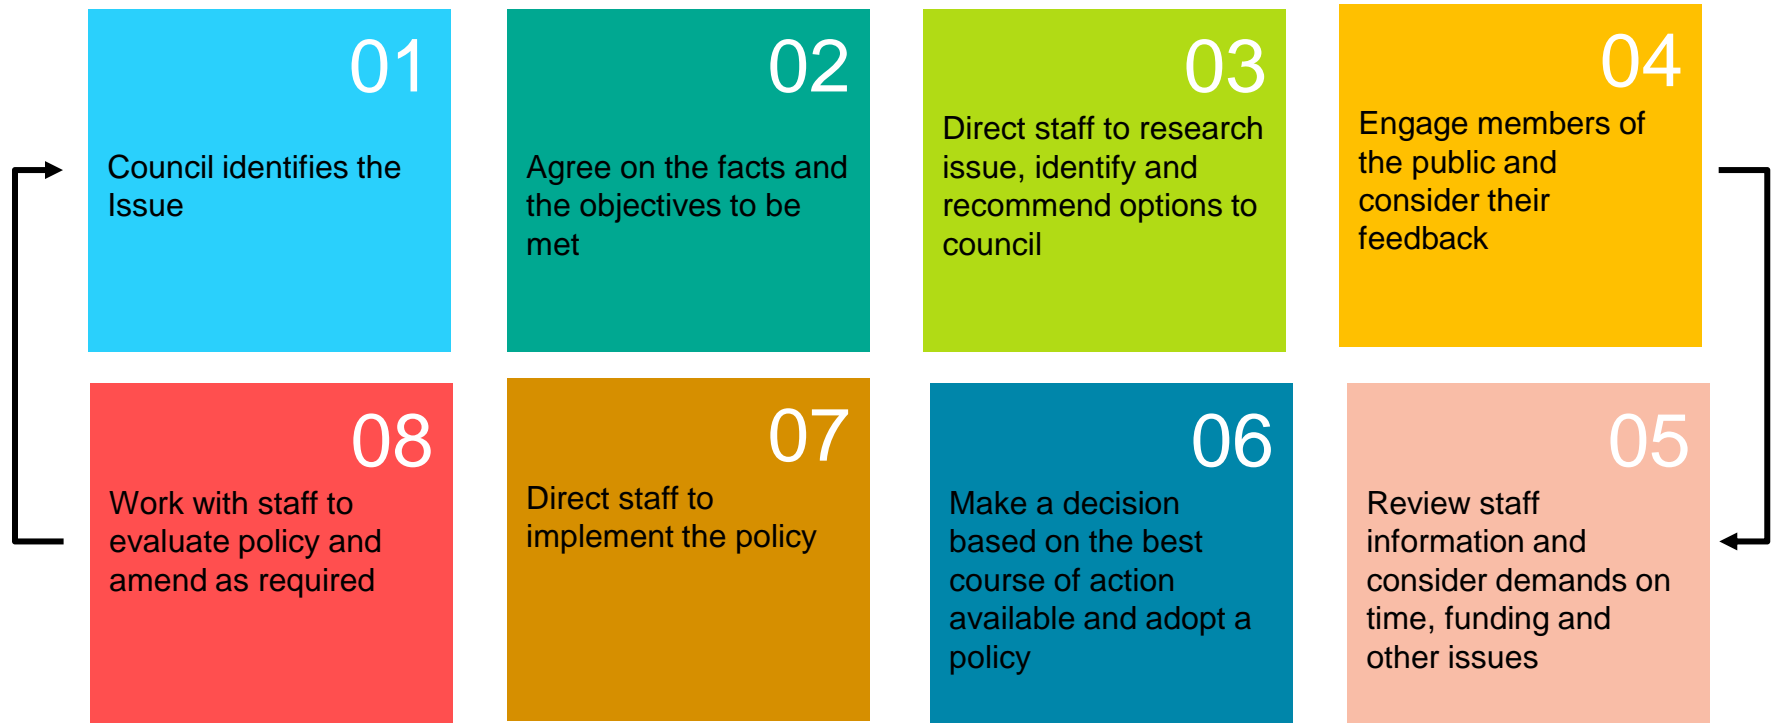 01
Council identifies the
Issue
02
Agree on the facts and
the objectives to be
met
03
Direct staff to research
issue, identify and
recommend options to
council
04
Engage members of
the public and
consider their
feedback
05
Review staff
information and
consider demands on
time, funding and
other issues
06
Make a decision
based on the best
course of action
available and adopt a
policy
07
Direct staff to
implement the policy
08
Work with staff to
evaluate policy and
amend as required